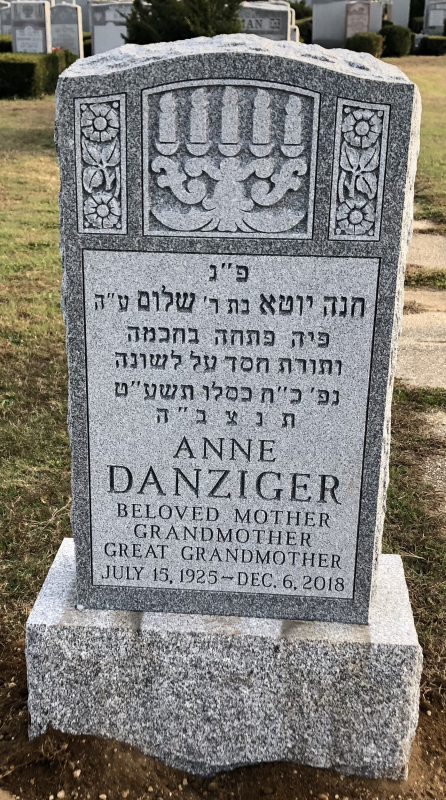 MAN
פ"נ
חנה יוטא בת ר' שלום ע"ה
פיה פתחה בחכמה
ותורת חסד על לשונה
נפ' כ"ח כסלו תשע"ט
ת נ צ ב " ה
ANNE
DANZIGER
BELOVED MOTHER
GRANDMOTHER
GREAT GRANDMOTHER
JULY 15, 1925 – DEC. 6, 2018